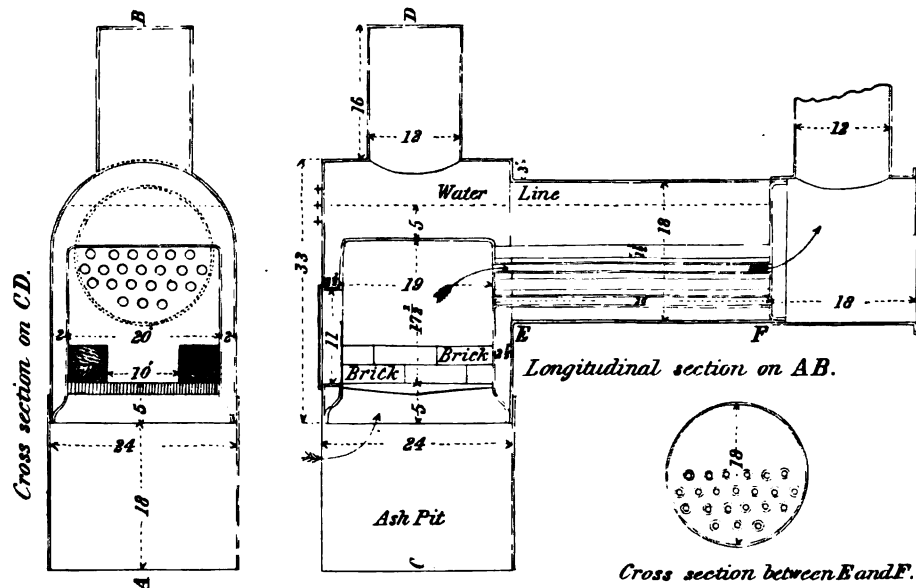 B
D
16
12
12
3
Water Line
5
18
33
Cross section on CD.
19
11
17½
18
2
20
2
10
Brick
Brick
E
F
Longitudinal section on AB.
5
5
24
24
18
18
Ash Pit
A
C
Cross section between E and F.